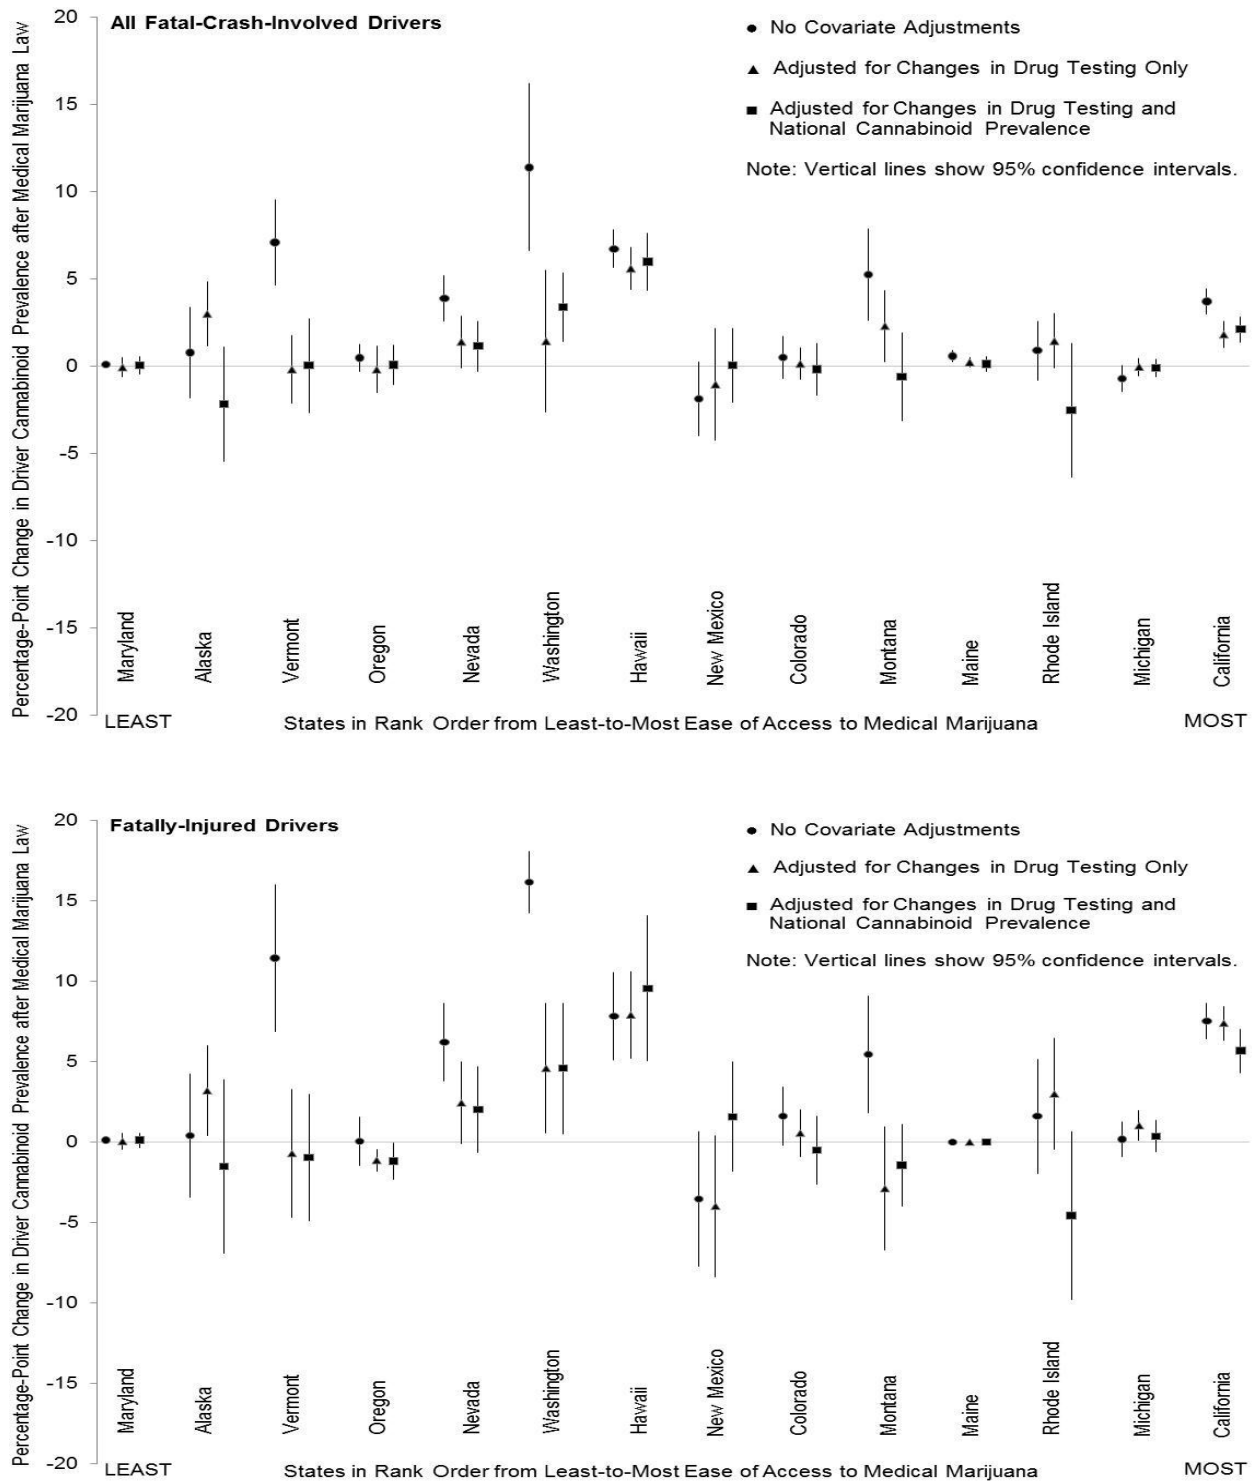 All Fatal-Crash-Involved Drivers
No Covariate Adjustments
Adjusted for Changes in Drug Testing Only
Adjusted for Changes in Drug Testing and
National Cannabinoid Prevalence
Note: Vertical lines show 95% confidence intervals.
Percentage-Point Change in Driver Cannabinoid Prevalence after Medical Marijuana Law
20
15
10
5
0
-5
-10
-15
-20
Maryland
Alaska
Vermont
Oregon
Nevada
Washington
Hawaii
New Mexico
Colorado
Montana
Maine
Rhode Island
Michigan
California
LEAST
States in Rank Order from Least-to-Most Ease of Access to Medical Marijuana
MOST
Fatally-Injured Drivers
No Covariate Adjustments
Adjusted for Changes in Drug Testing Only
Adjusted for Changes in Drug Testing and
National Cannabinoid Prevalence
Note: Vertical lines show 95% confidence intervals.
Percentage-Point Change in Driver Cannabinoid Prevalence after Medical Marijuana Law
20
15
10
5
0
-5
-10
-15
-20
Maryland
Alaska
Vermont
Oregon
Nevada
Washington
Hawaii
New Mexico
Colorado
Montana
Maine
Rhode Island
Michigan
California
LEAST
States in Rank Order from Least-to-Most Ease of Access to Medical Marijuana
MOST